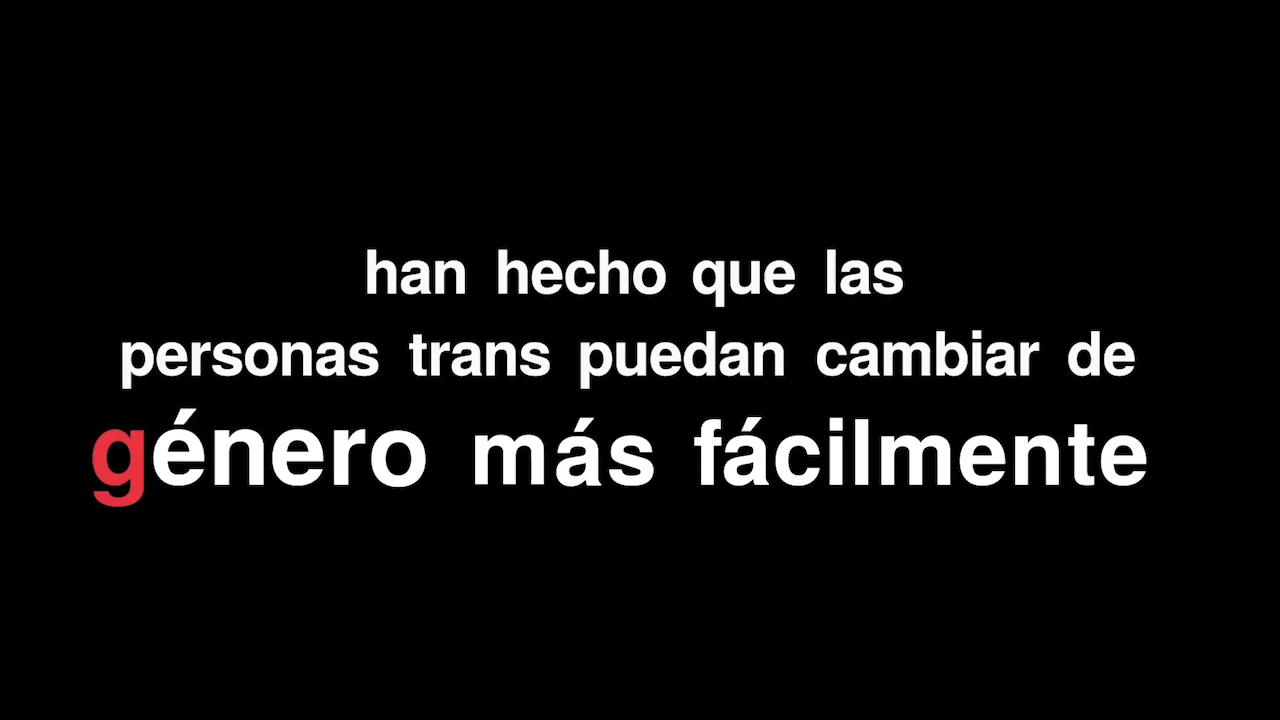 han hecho que las
personas trans puedan cambiar de
género más fácilmente